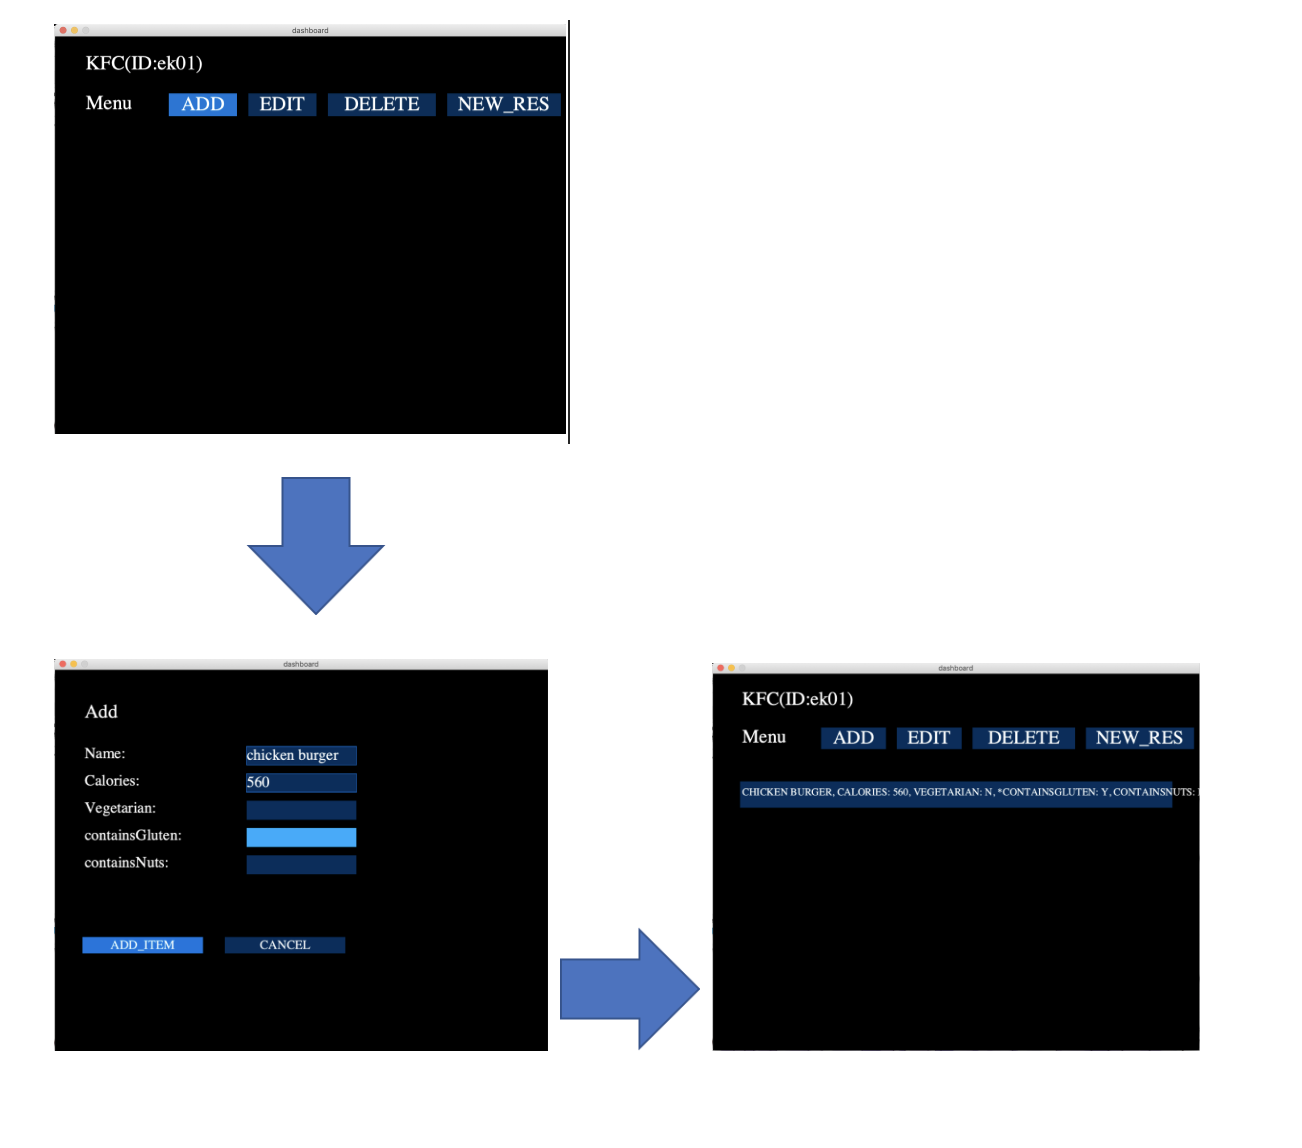 dashboard
KFC(ID:ek01)
Menu ADD EDIT DELETE NEW_RES
dashboard
Add
Name: chicken burger
Calories: 560
Vegetarian:
containsGluten:
containsNuts:
ADD_ITEM CANCEL
dashboard
KFC(ID:ek01)
Menu ADD EDIT DELETE NEW_RES
CHICKEN BURGER, CALORIES: 560, VEGETARIAN: N, *CONTAINSGLUTEN: Y, CONTAINSNUTS: